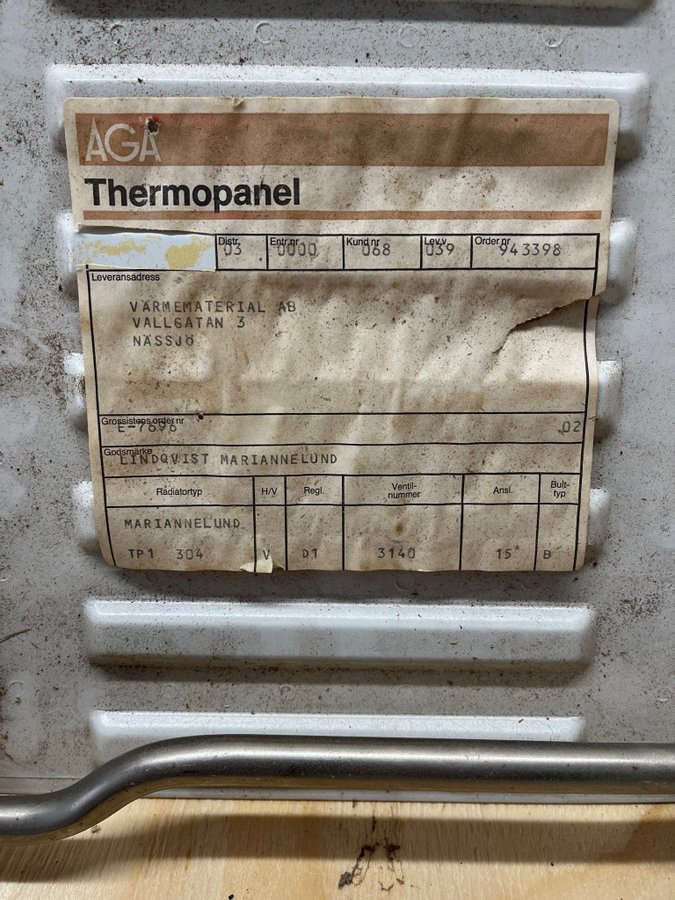 AGA
Thermopanel
Distr. Entr.nr Kund nr Lev.v. Order nr
03 0000 068 039 943398
Leveransadress
VÄRMEMATERIAL AB
VALLGATAN 3
NÄSSJÖ
Grossistens order nr
E-7696 02
Godsmärke
LINDQVIST MARIANNELUND
Radiatortyp H/V Regl. Ventil-nummer Ansl. Bult-typ
MARIANNELUND
TP1 304 V D1 3140 15 B